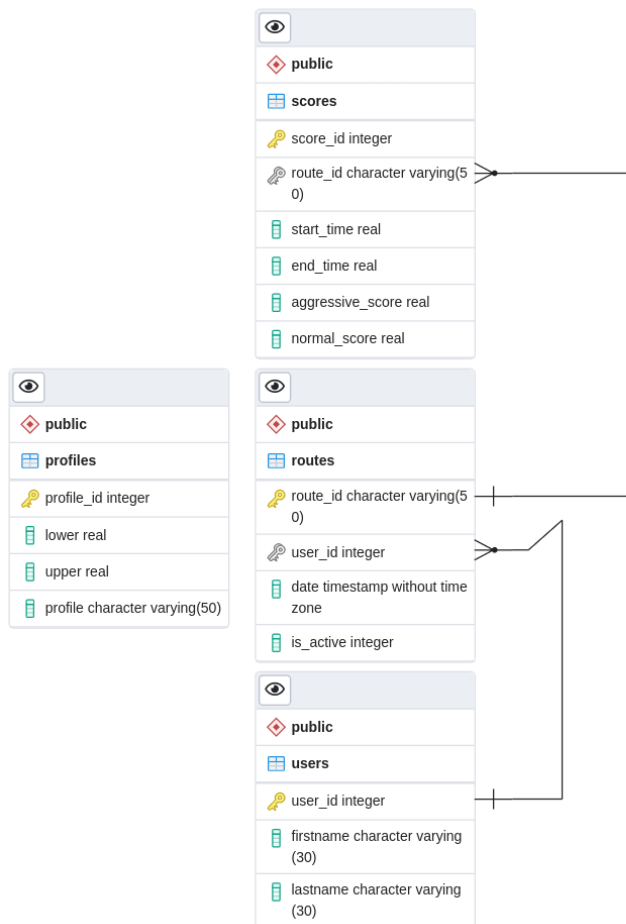 public
scores
score_id integer
route_id character varying(5
0)
start_time real
end_time real
aggressive_score real
normal_score real
public
profiles
profile_id integer
lower real
upper real
profile character varying(50)
public
routes
route_id character varying(5
0)
user_id integer
date timestamp without time
zone
is_active integer
public
users
user_id integer
firstname character varying
(30)
lastname character varying
(30)